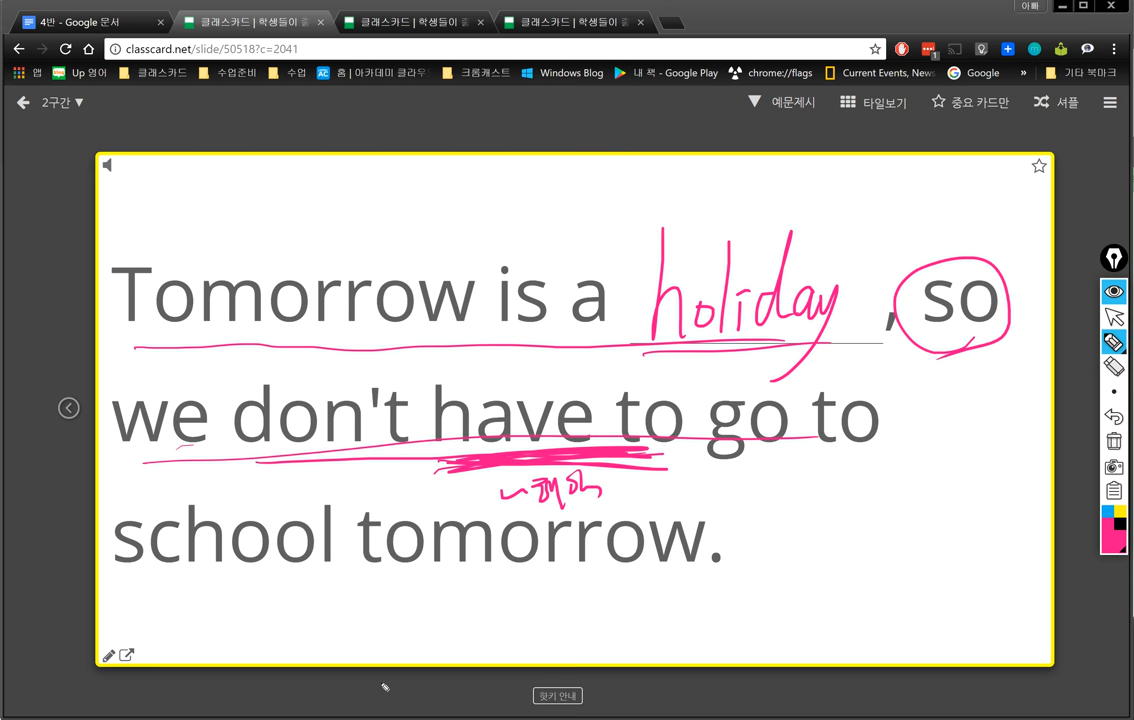 4반 - Google 문서
클래스카드 | 학생들이 좋
클래스카드 | 학생들이 좋
클래스카드 | 학생들이 좋
아빠
classcard.net/slide/50518?c=2041
앱
Up 영어
클래스카드
수업준비
수업
홈 | 아카데미 클라우
크롬캐스트
Windows Blog
내 책 - Google Play
chrome://flags
Current Events, New
Google
»
기타 북마크
2구간 ▼
예문제시
타일보기
중요 카드만
셔플
Tomorrow is a holiday, so
we don't have to go to
school tomorrow.
핫키 안내